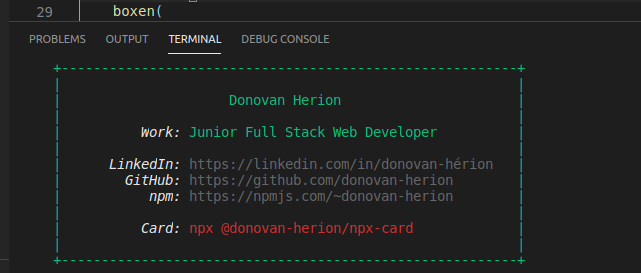 29 boxen(
PROBLEMS OUTPUT TERMINAL DEBUG CONSOLE
Donovan Herion
Work: Junior Full Stack Web Developer
LinkedIn: https://linkedin.com/in/donovan-hérion
GitHub: https://github.com/donovan-herion
npm: https://npmjs.com/~donovan-herion
Card: npx @donovan-herion/npx-card